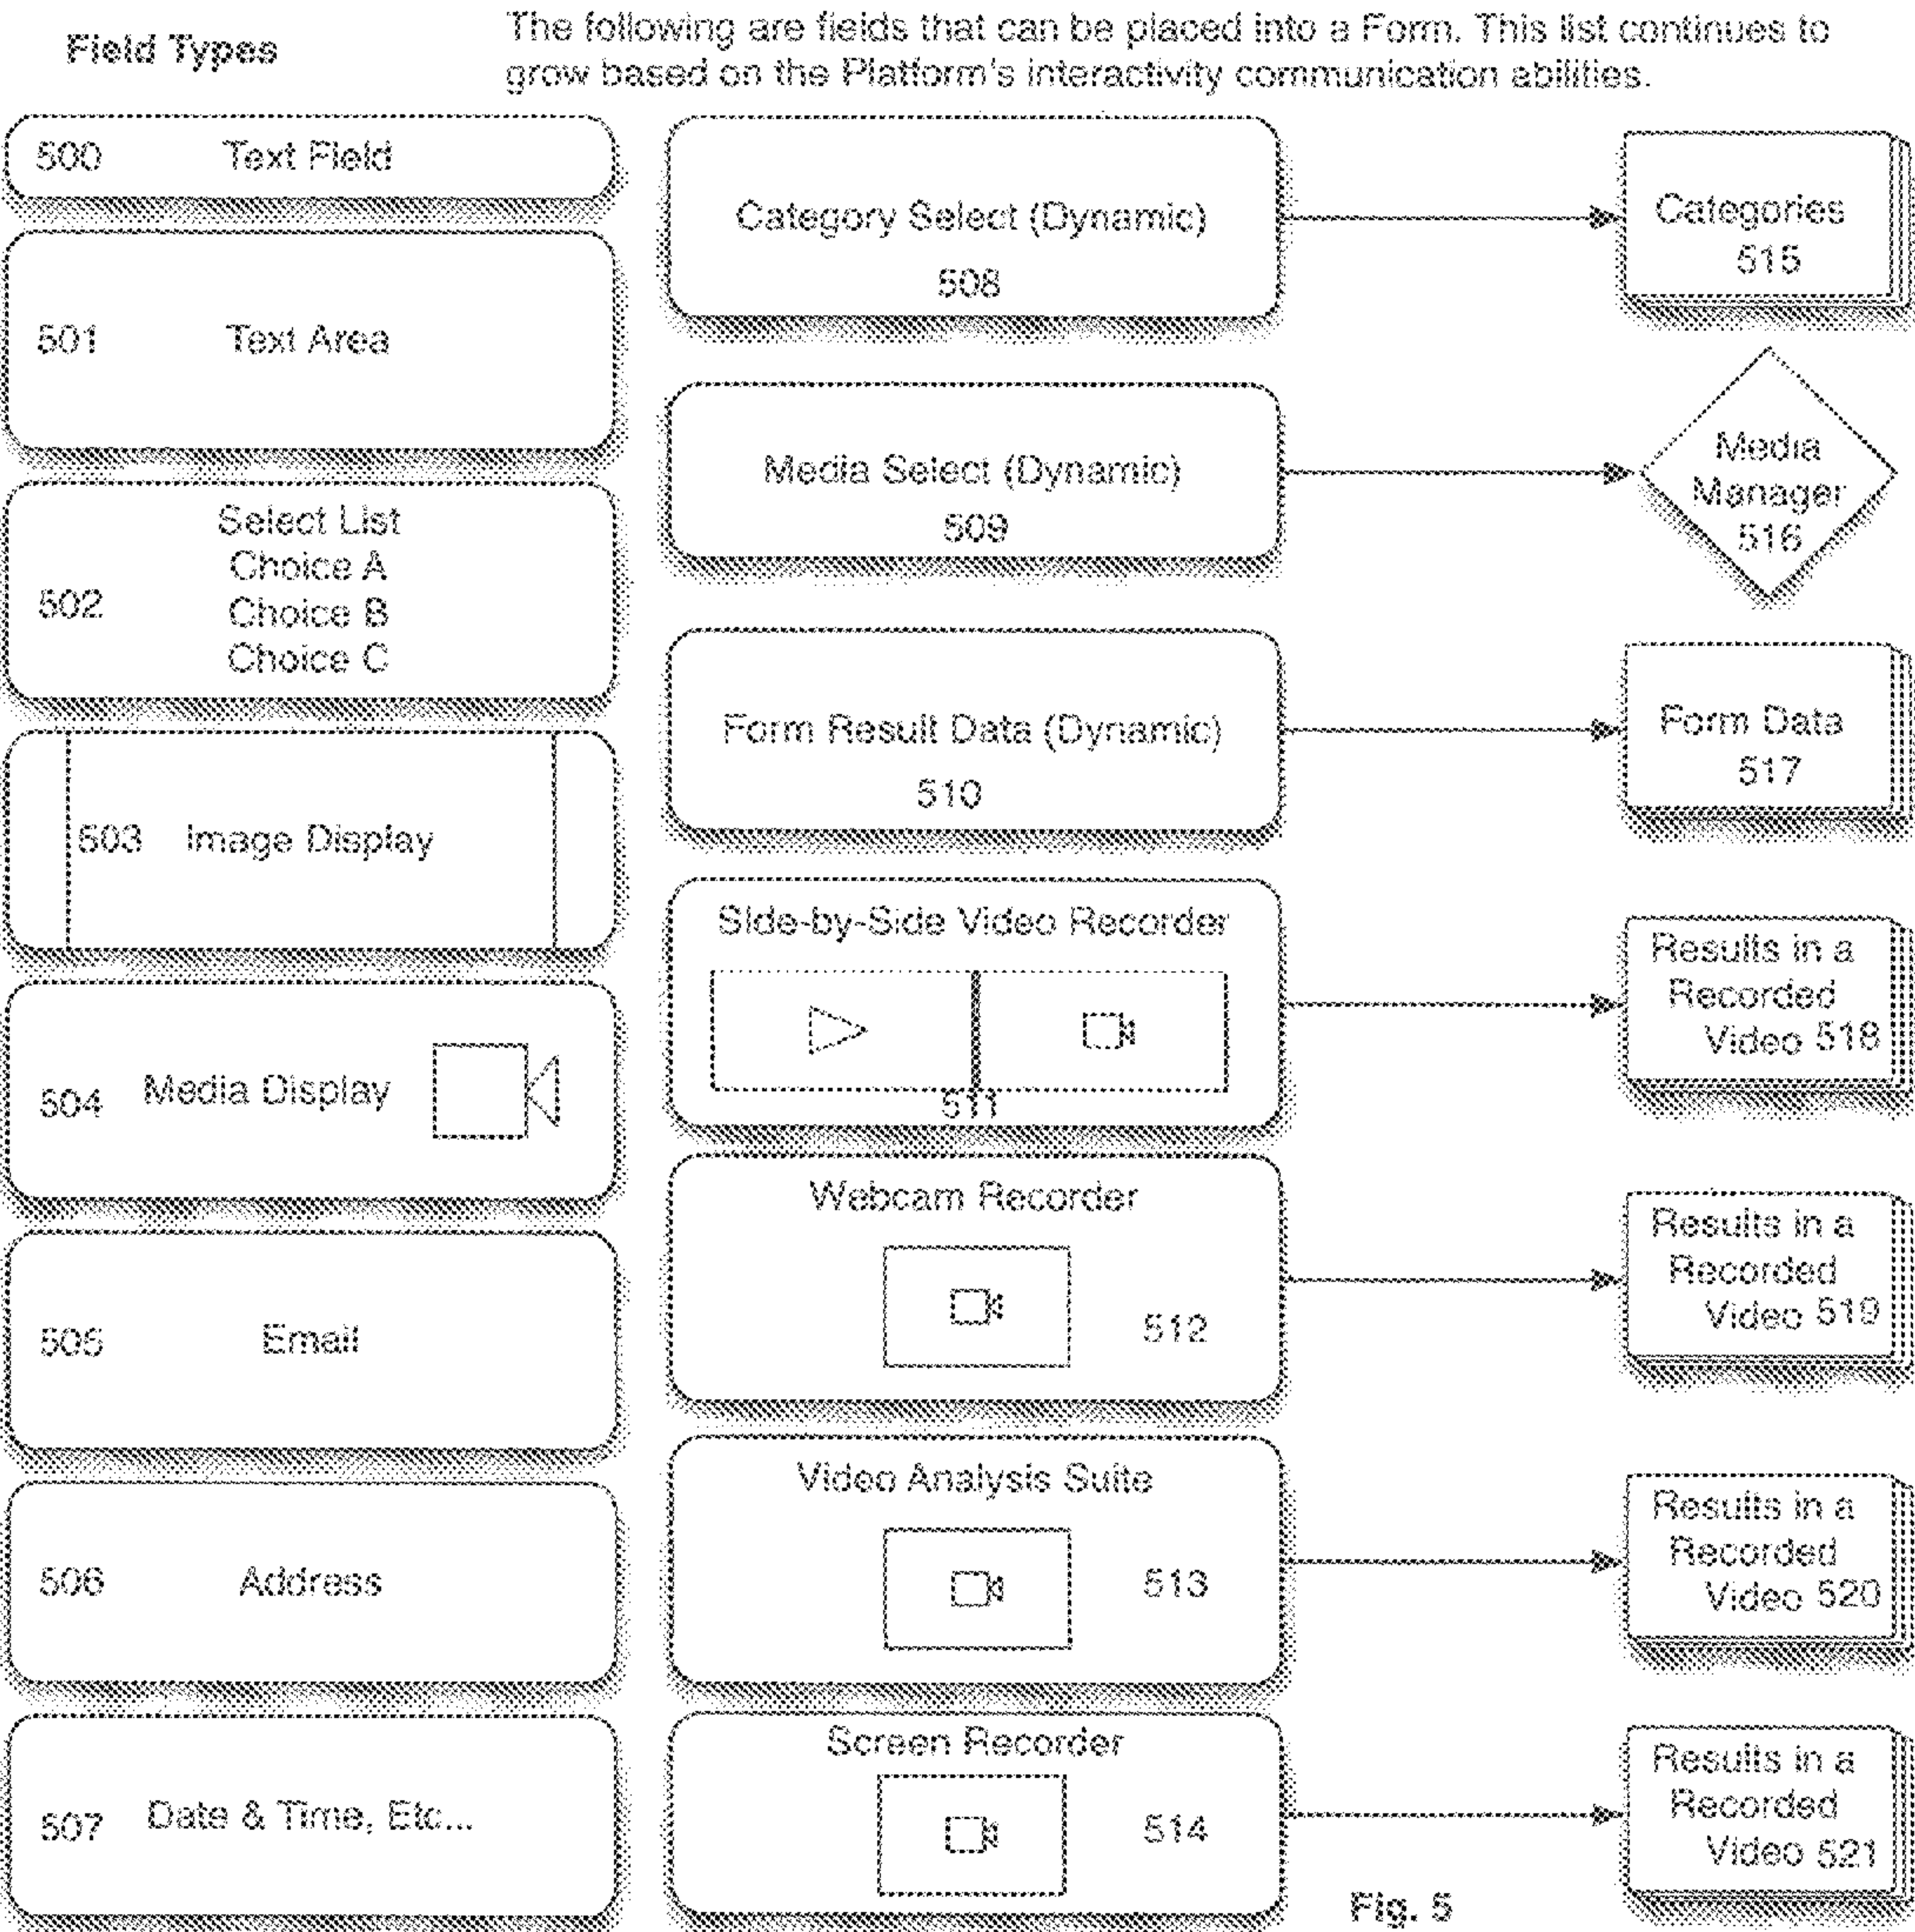 Field Types
The following are fields that can be placed into a Form. This list continues to
grow based on the Platform's interactivity communication abilities.
500 Text Field
501 Text Area
Select List
Choice A
502
Choice B
Choice C
503 Image Display
504 Media Display
505 Email
506 Address
507 Date & Time, Etc...
Category Select (Dynamic)
508
Media Select (Dynamic)
509
Form Result Data (Dynamic)
510
Side-by-Side Video Recorder
511
Webcam Recorder
512
Video Analysis Suite
513
Screen Recorder
514
Categories
515
Media
Manager
516
Form Data
517
Results in a
Recorded
Video 518
Results in a
Recorded
Video 519
Results in a
Recorded
Video 520
Results in a
Recorded
Video 521
Fig. 5